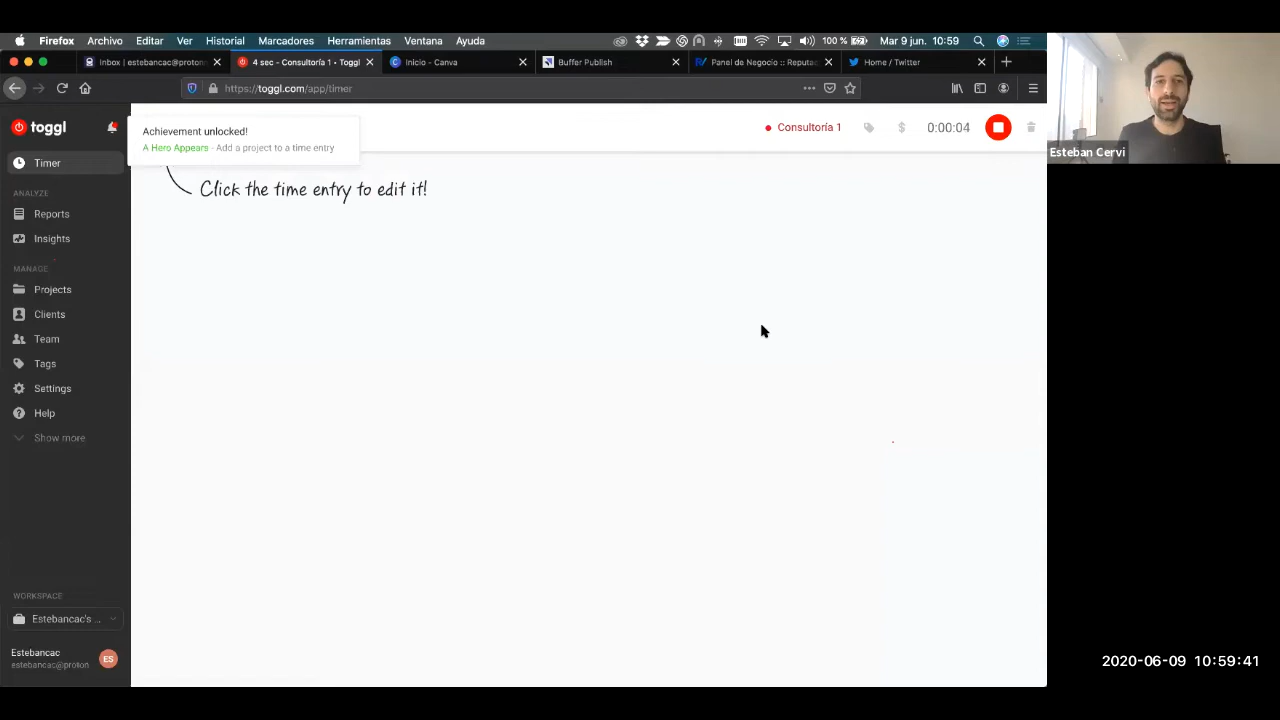 Firefox Archivo Editar Ver Historial Marcadores Herramientas Ventana Ayuda 100 % Mar 9 jun. 10:59
Inbox | estebancac@proton
4 sec - Consultoría 1 - Toggl
Inicio - Canva
Buffer Publish
Panel de Negocio :: Reputac
Home / Twitter
https://toggl.com/app/timer
toggl
Achievement unlocked!
A Hero Appears - Add a project to a time entry
Consultoría 1 $ 0:00:04
Click the time entry to edit it!
Timer
ANALYZE
Reports
Insights
MANAGE
Projects
Clients
Team
Tags
Settings
Help
Show more
WORKSPACE
Estebancac's ...
Estebancac
estebancac@proton
ES
Esteban Cervi
2020-06-09 10:59:41